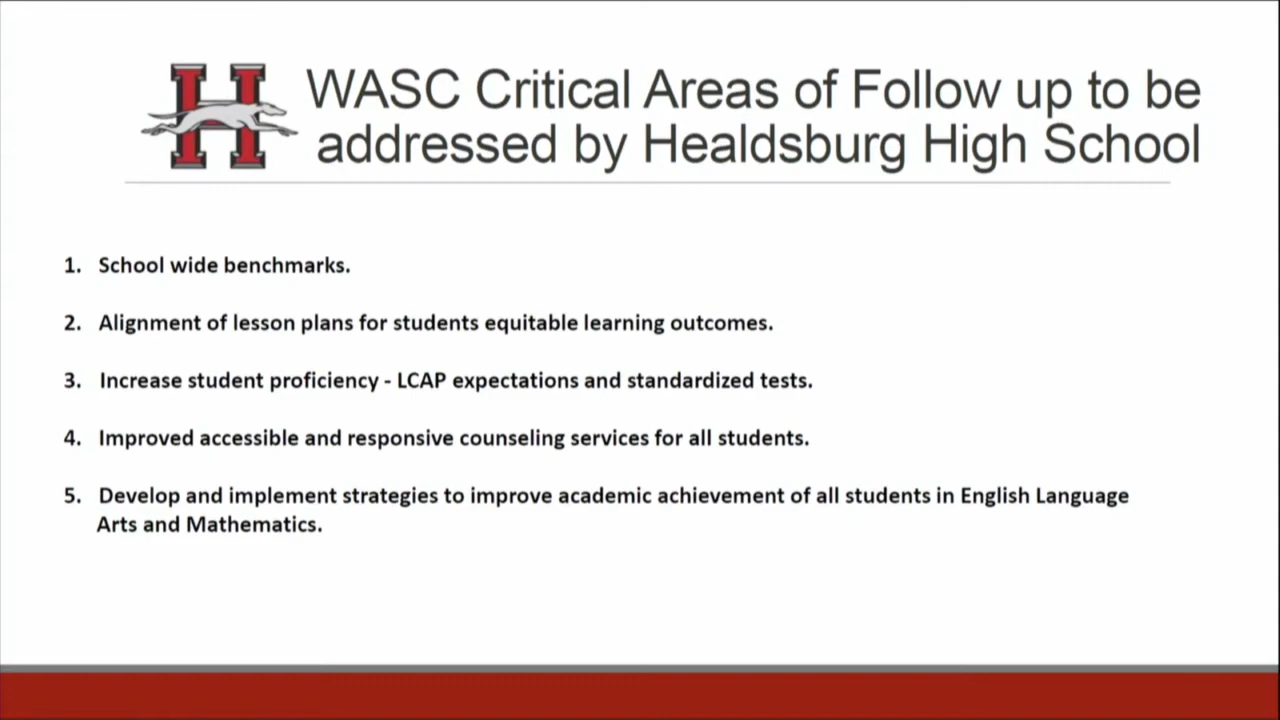 H
WASC Critical Areas of Follow up to be
addressed by Healdsburg High School
1. School wide benchmarks.
2. Alignment of lesson plans for students equitable learning outcomes.
3. Increase student proficiency - LCAP expectations and standardized tests.
4. Improved accessible and responsive counseling services for all students.
5. Develop and implement strategies to improve academic achievement of all students in English Language
Arts and Mathematics.